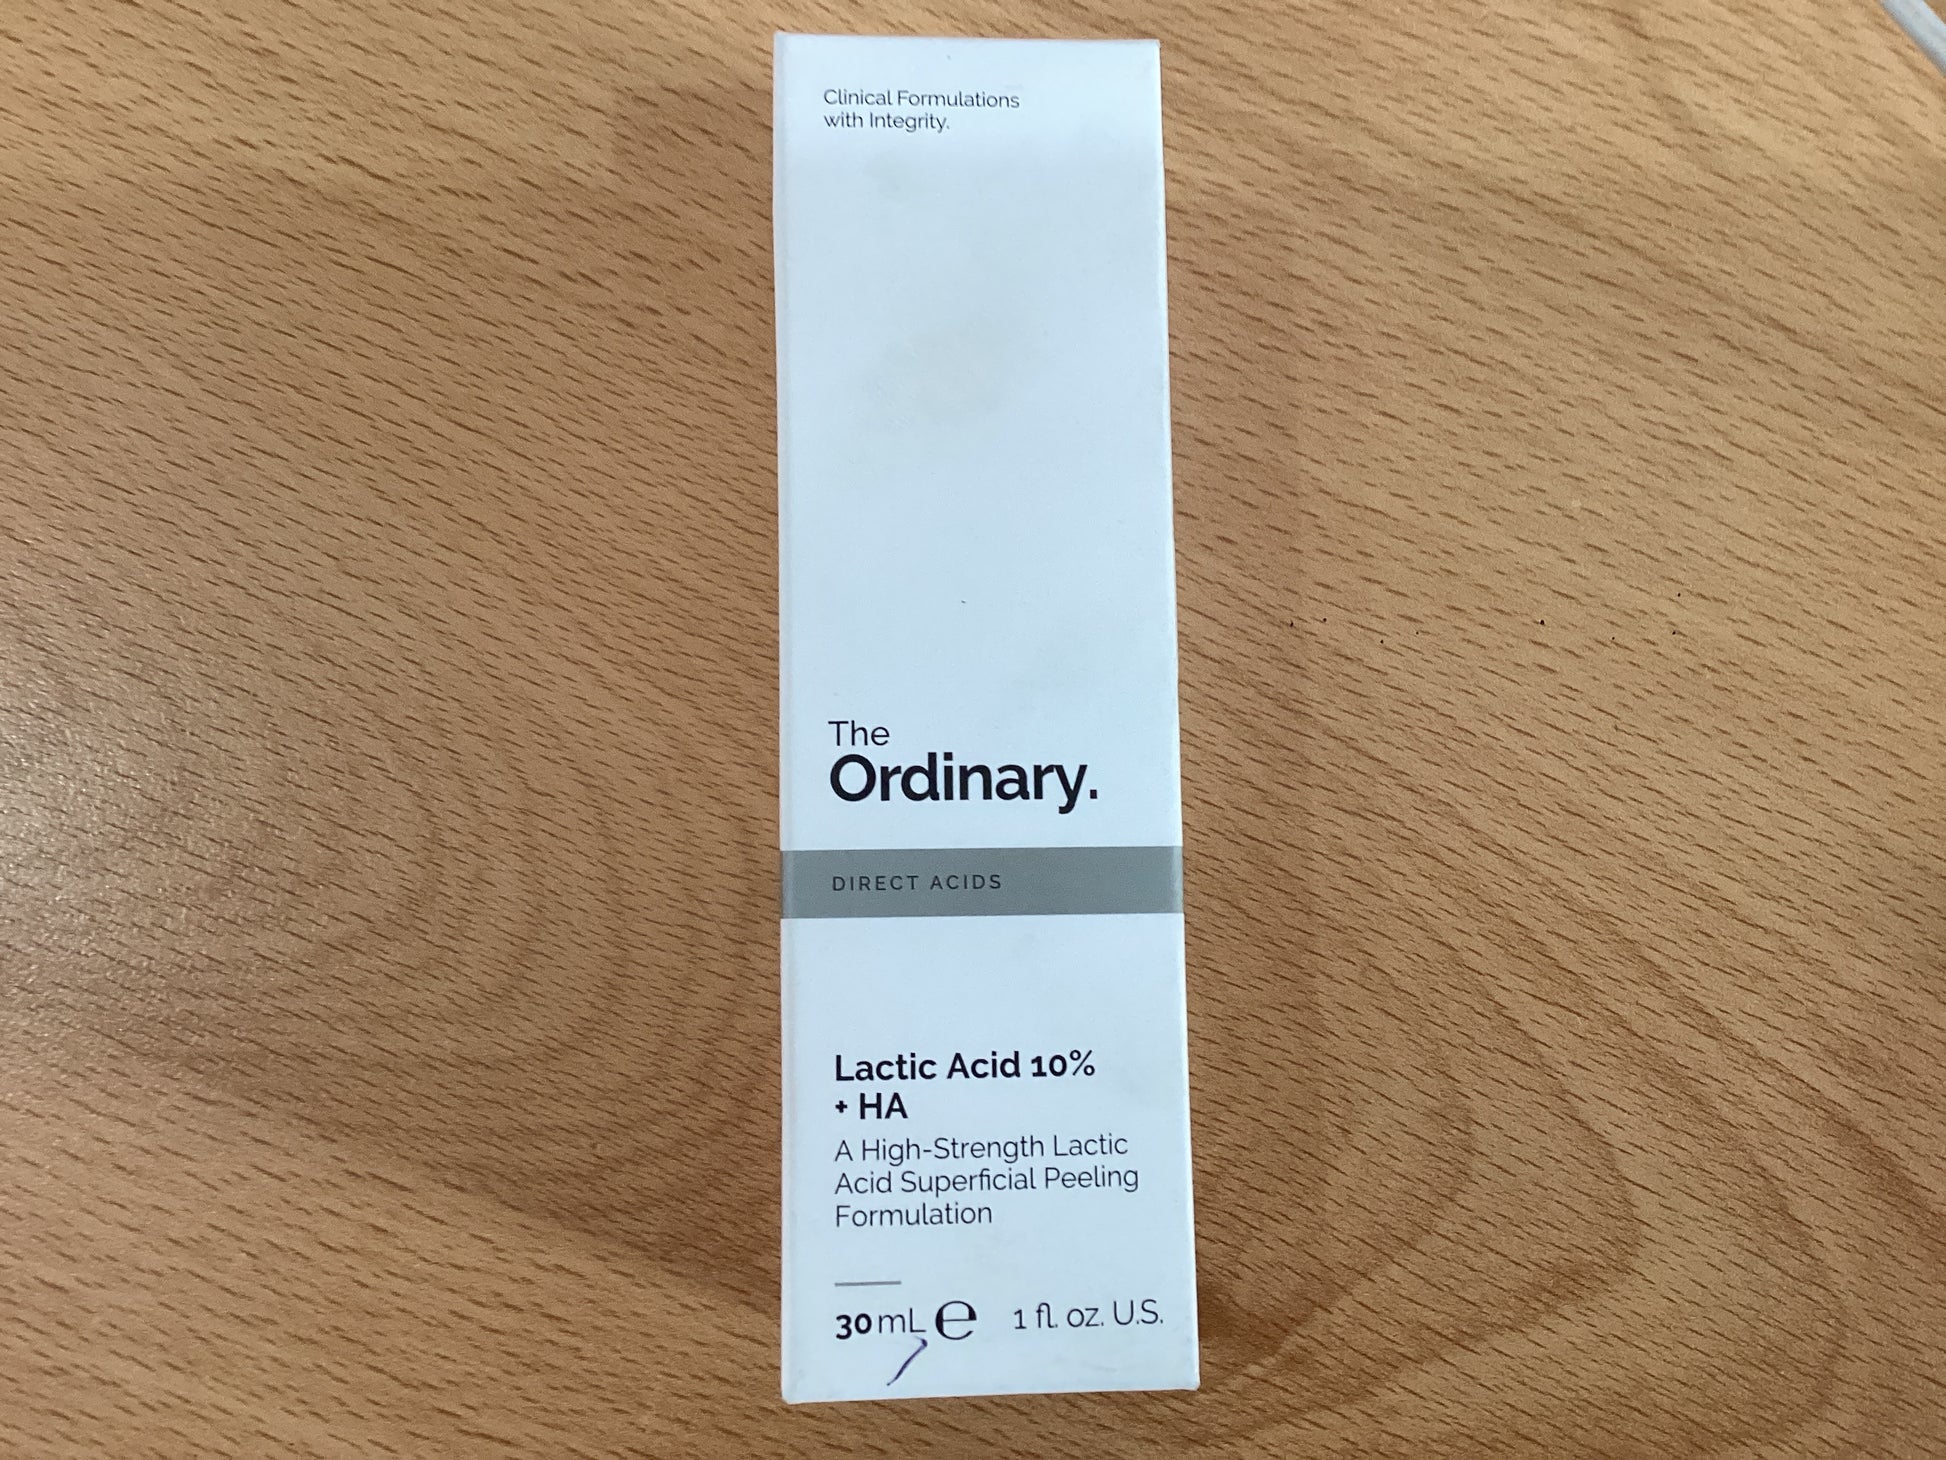 Clinical Formulations
with Integrity.
The
Ordinary.
DIRECT ACIDS
Lactic Acid 10%
+ HA
A High-Strength Lactic
Acid Superficial Peeling
Formulation
30 mL ℮ 1 fl. oz. U.S.